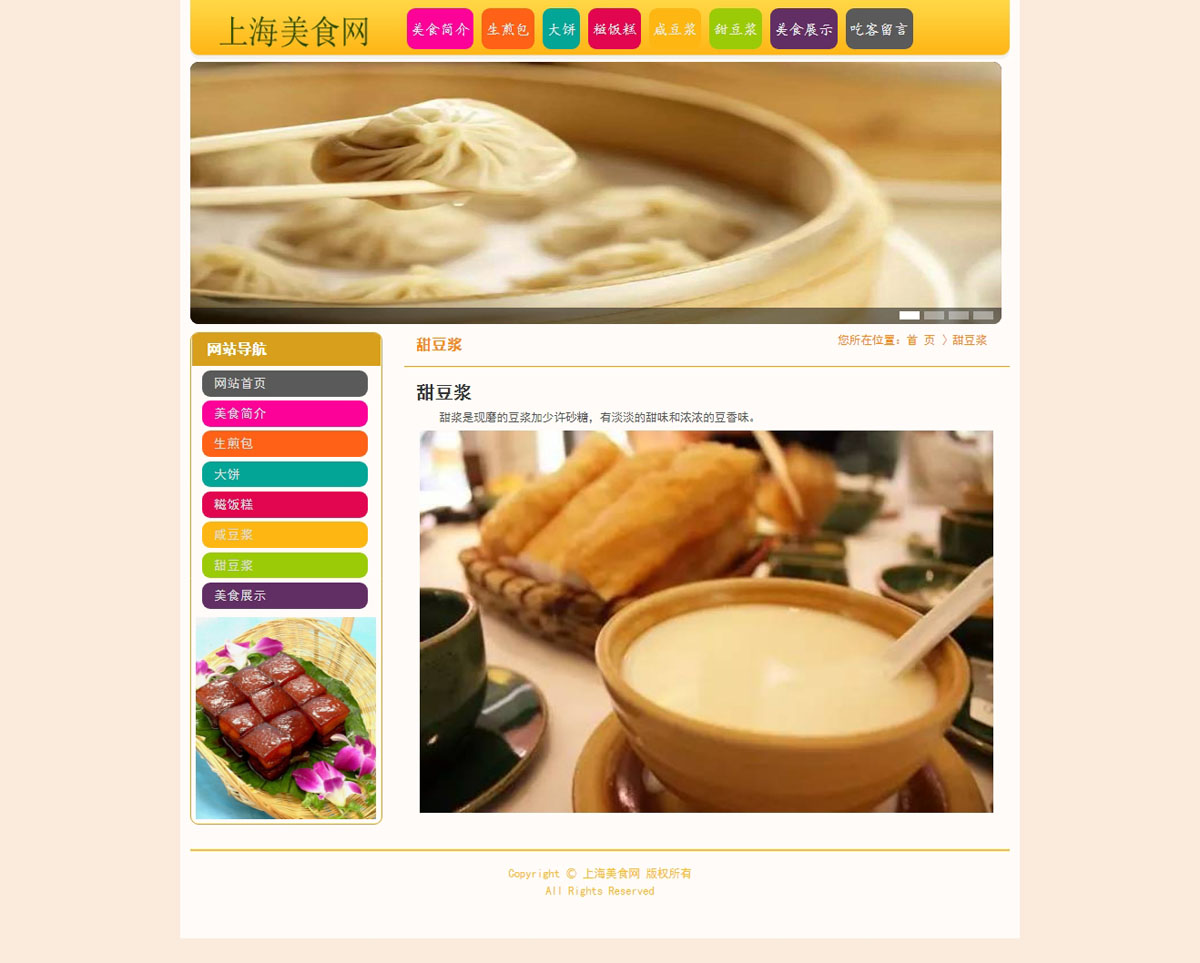 上海美食网
美食简介 生煎包 大饼 糍饭糕 咸豆浆 甜豆浆 美食展示 吃客留言
网站导航
网站首页
美食简介
生煎包
大饼
糍饭糕
咸豆浆
甜豆浆
美食展示
甜豆浆
您所在位置：首 页 〉甜豆浆
甜豆浆
甜浆是现磨的豆浆加少许砂糖，有淡淡的甜味和浓浓的豆香味。
Copyright © 上海美食网 版权所有
All Rights Reserved